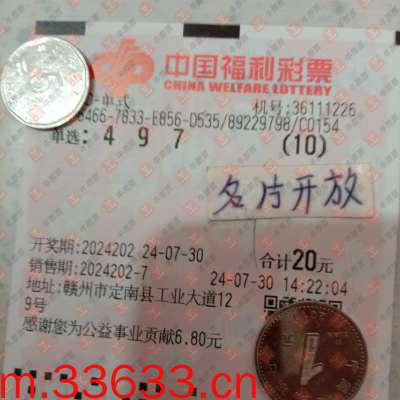 中国福利彩票
CHINA WELFARE LOTTERY
D-单式
机号:36111226
6466-7833-E856-D535/89229798/C0154
单选: 4 9 7
(10)
名片开放
开奖期:2024202 24-07-30
合计20元
销售期:2024202-7
24-07-30 14:22:04
地址:赣州市定南县工业大道12
9号
感谢您为公益事业贡献6.80元
m.33633.cn